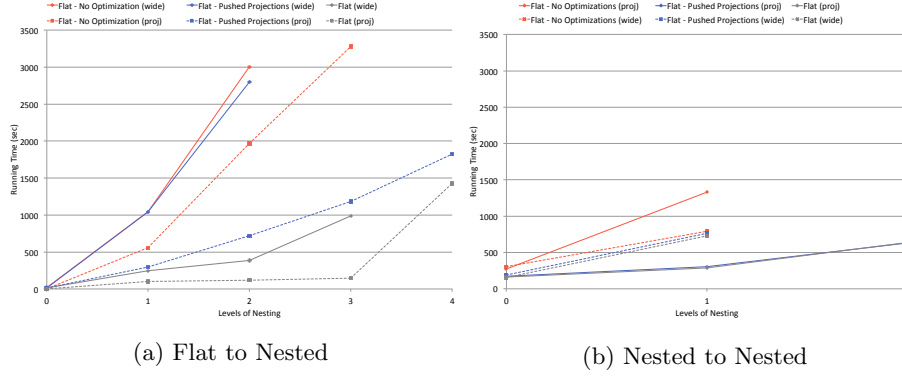 Flat - No Optimization (wide) Flat - Pushed Projections (wide) Flat (wide)
Flat - No Optimization (proj) Flat - Pushed Projections (proj) Flat (proj)
3500
3000
2500
2000
1500
1000
500
0
Running Time (sec)
0 1 2 3 4
Levels of Nesting
(a) Flat to Nested
Flat - No Optimizations (proj) Flat - Pushed Projections (proj) Flat (proj)
Flat - No Optimizations (wide) Flat - Pushed Projections (wide) Flat (wide)
3500
3000
2500
2000
1500
1000
500
0
Running Time (sec)
0 1
Levels of Nesting
(b) Nested to Nested